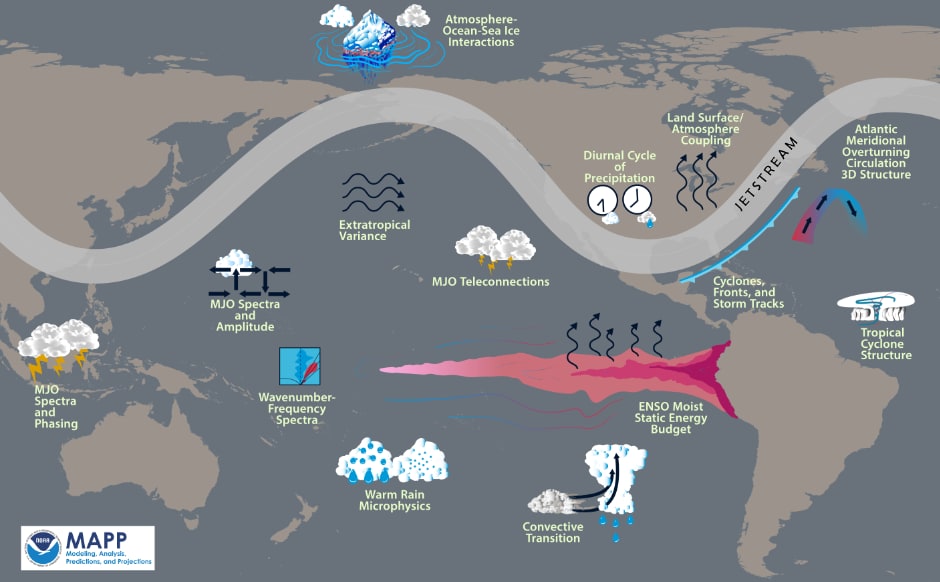 Atmosphere-
Ocean-Sea Ice
Interactions
Land Surface/
Atmosphere
Coupling
Atlantic
Meridional
Overturning
Circulation
3D Structure
Diurnal Cycle
of
Precipitation
JETSTREAM
Extratropical
Variance
MJO Teleconnections
Cyclones,
Fronts, and
Storm Tracks
MJO Spectra
and
Amplitude
Tropical
Cyclone
Structure
MJO
Spectra
and
Phasing
Wavenumber-
Frequency
Spectra
ENSO Moist
Static Energy
Budget
Warm Rain
Microphysics
Convective
Transition
NOAA
MAPP
Modeling, Analysis,
Predictions, and Projections